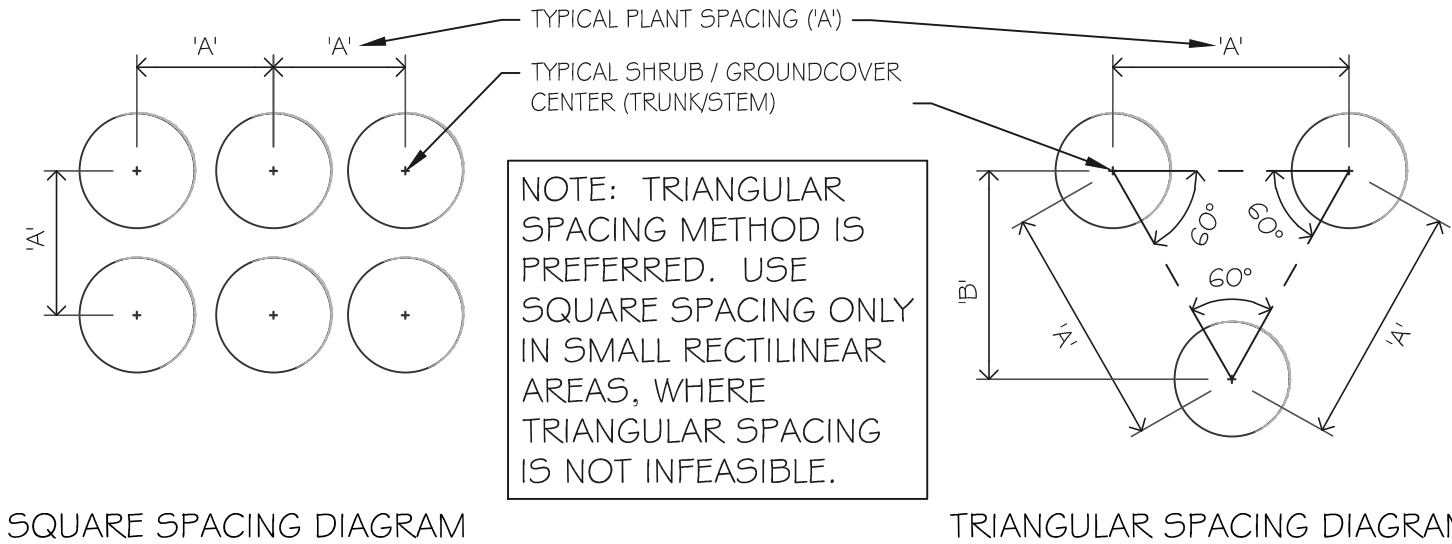 TYPICAL PLANT SPACING ('A')
'A'
'A'
'A'
TYPICAL SHRUB / GROUNDCOVER
CENTER (TRUNK/STEM)
'A'
NOTE: TRIANGULAR
SPACING METHOD IS
PREFERRED. USE
SQUARE SPACING ONLY
IN SMALL RECTILINEAR
AREAS, WHERE
TRIANGULAR SPACING
IS NOT INFEASIBLE.
60°
60°
60°
'B'
'A'
'A'
SQUARE SPACING DIAGRAM
TRIANGULAR SPACING DIAGRAM